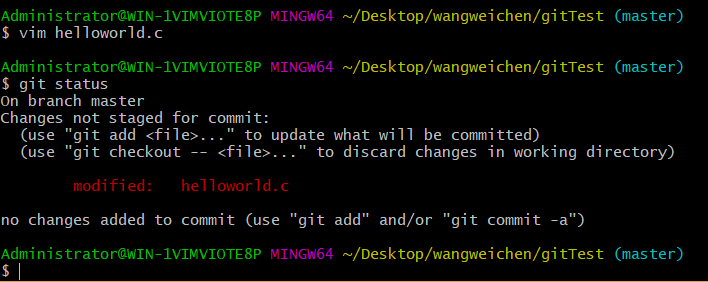 Administrator@WIN-1VIMVIOTE8P MINGW64 ~/Desktop/wangweichen/gitTest (master)
$ vim helloworld.c
Administrator@WIN-1VIMVIOTE8P MINGW64 ~/Desktop/wangweichen/gitTest (master)
$ git status
On branch master
Changes not staged for commit:
  (use "git add <file>..." to update what will be committed)
  (use "git checkout -- <file>..." to discard changes in working directory)
        modified:   helloworld.c
no changes added to commit (use "git add" and/or "git commit -a")
Administrator@WIN-1VIMVIOTE8P MINGW64 ~/Desktop/wangweichen/gitTest (master)
$